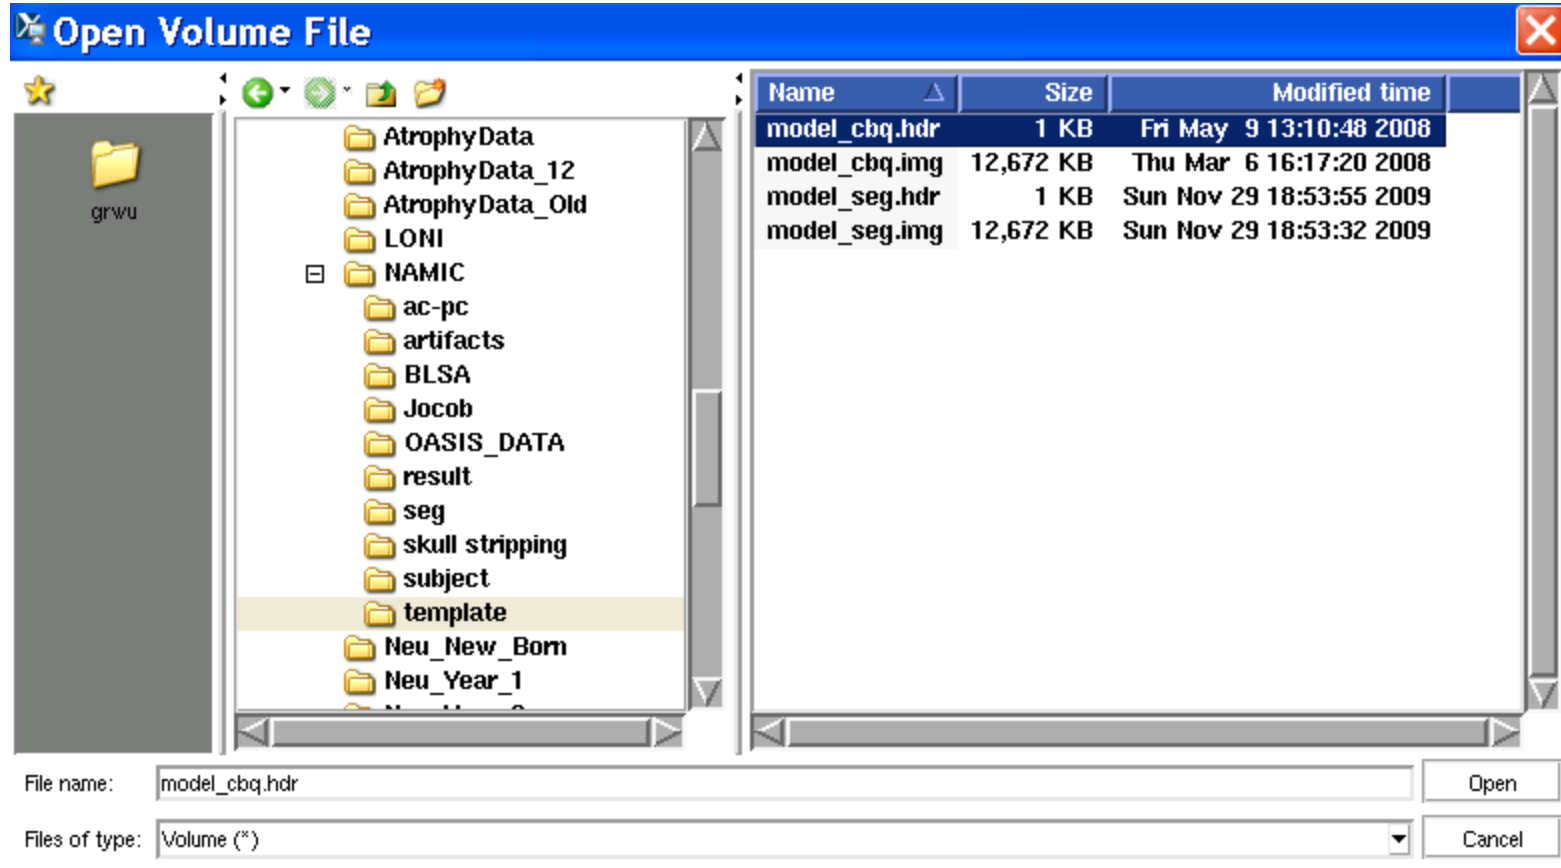 Open Volume File
grwu
AtrophyData
AtrophyData_12
AtrophyData_Old
LONI
NAMIC
ac-pc
artifacts
BLSA
Jocob
OASIS_DATA
result
seg
skull stripping
subject
template
Neu_New_Born
Neu_Year_1
Name Size Modified time
model_cbq.hdr 1 KB Fri May 9 13:10:48 2008
model_cbq.img 12,672 KB Thu Mar 6 16:17:20 2008
model_seg.hdr 1 KB Sun Nov 29 18:53:55 2009
model_seg.img 12,672 KB Sun Nov 29 18:53:32 2009
File name: model_cbq.hdr Open
Files of type: Volume (*) Cancel